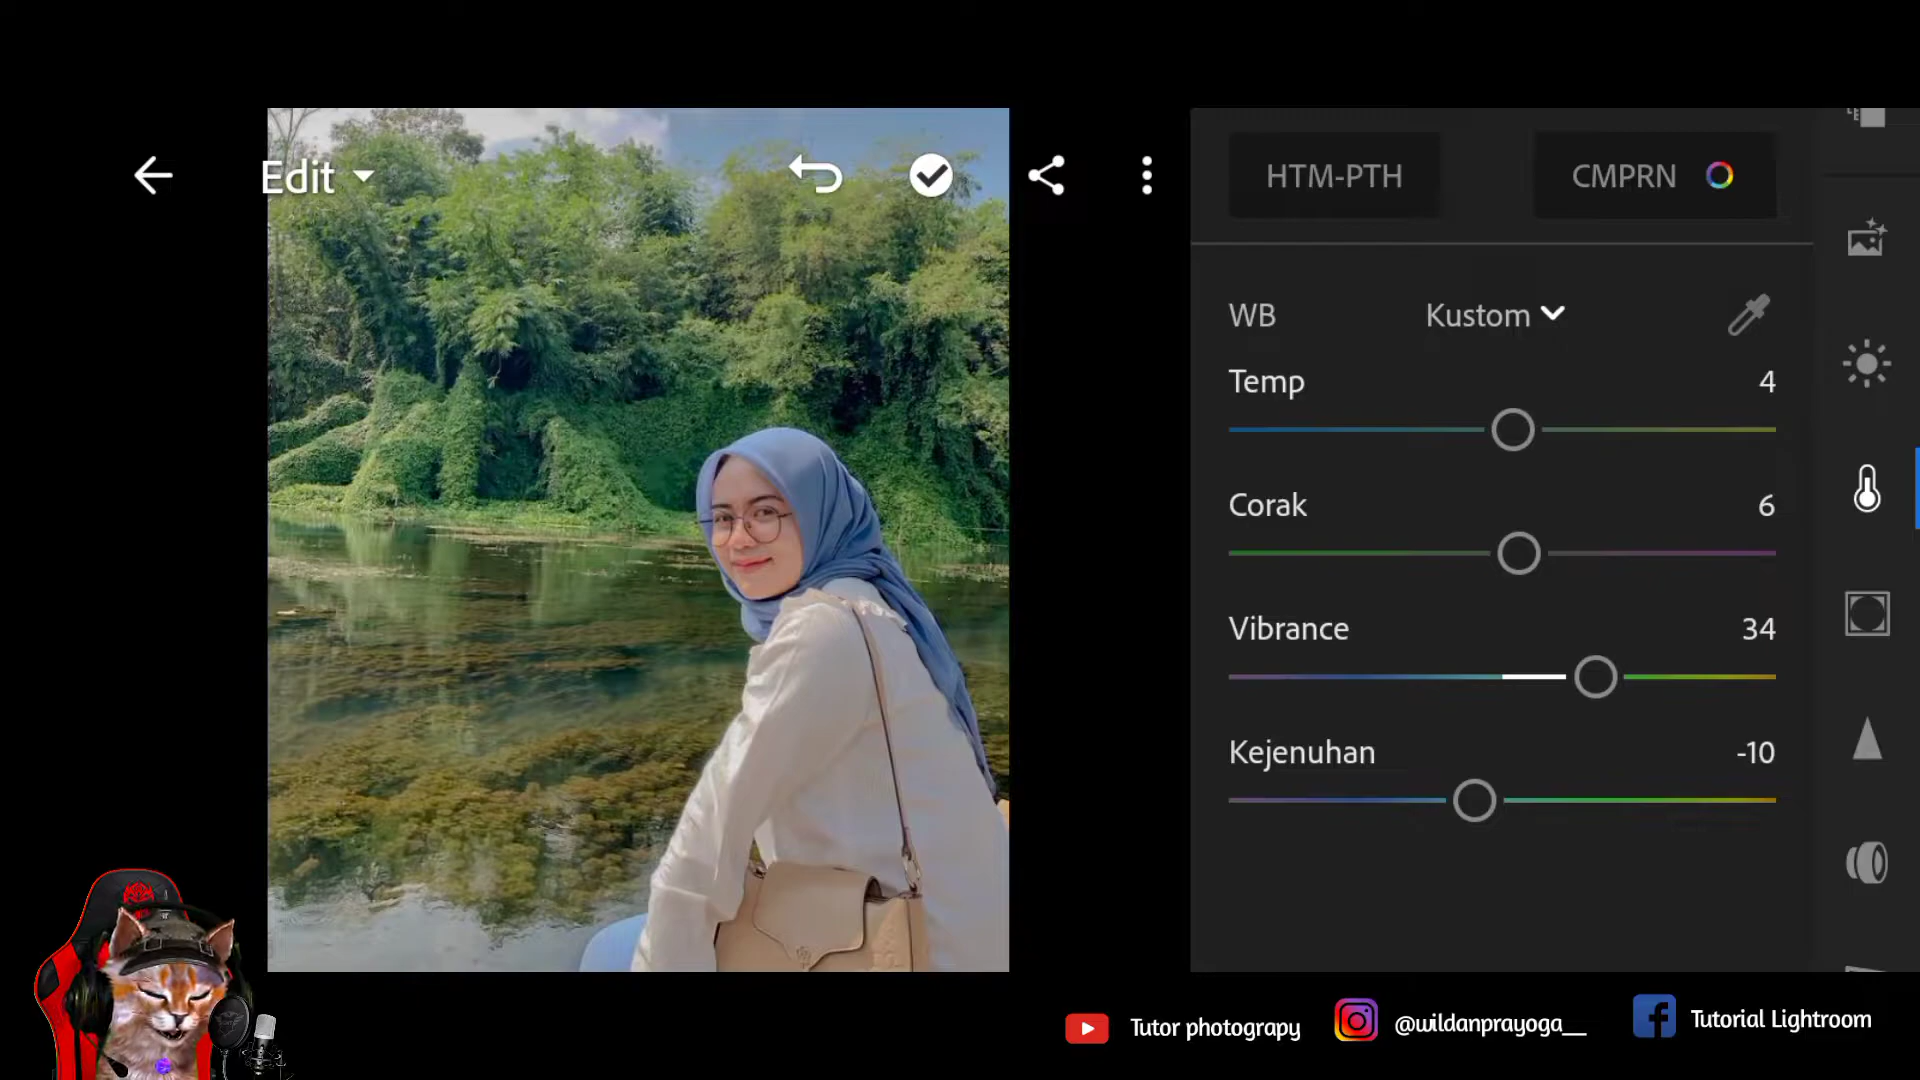 Edit
HTM-PTH
CMPRN
WB
Kustom
Temp
4
Corak
6
Vibrance
34
Kejenuhan
-10
Tutor photograpy
@wildanprayoga__
Tutorial Lightroom